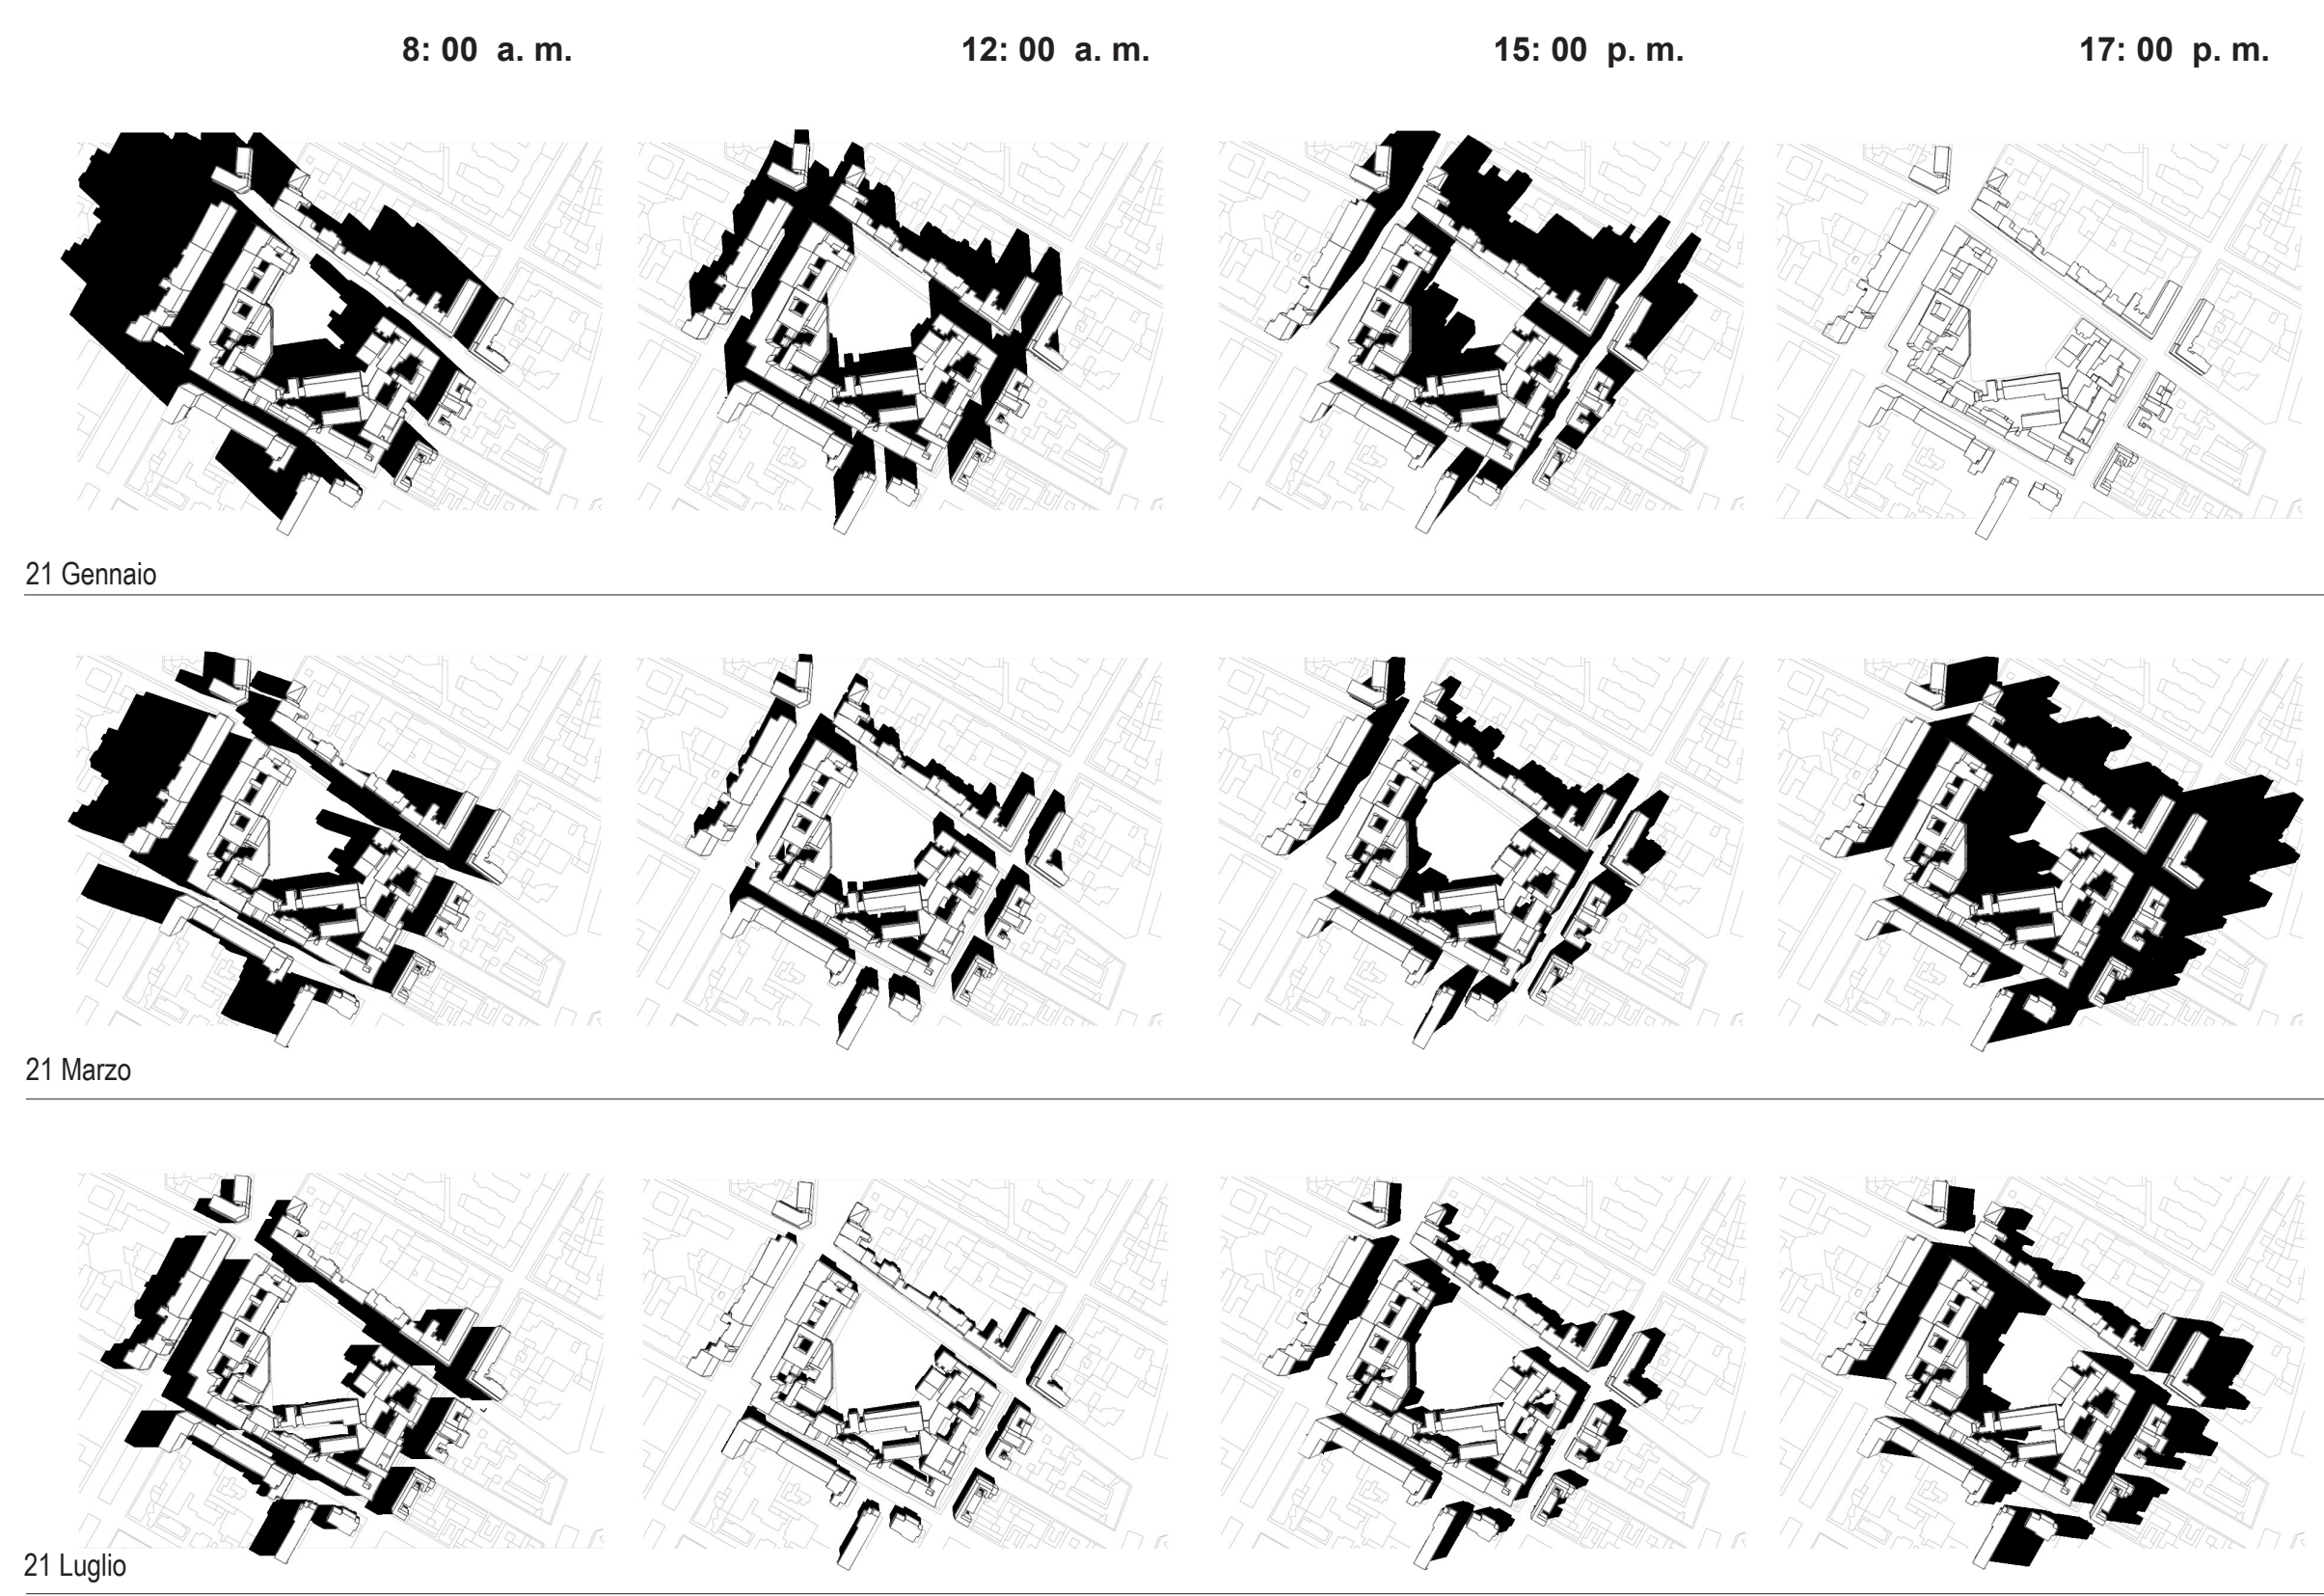 8: 00 a. m. 12: 00 a. m. 15: 00 p. m. 17: 00 p. m.
21 Gennaio
21 Marzo
21 Luglio